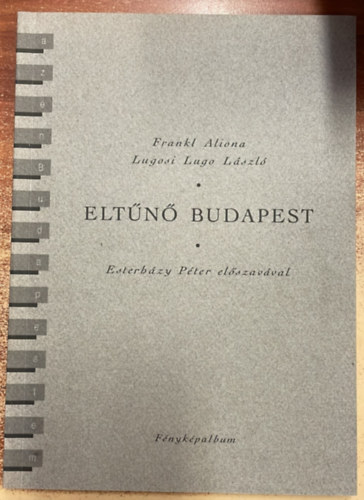 Frankl Aliona
Lugosi Lugo László
•
ELTŰNŐ BUDAPEST
•
Esterházy Péter előszavával
Fényképalbum
a
z
é
n
B
u
d
a
p
e
s
t
e
m